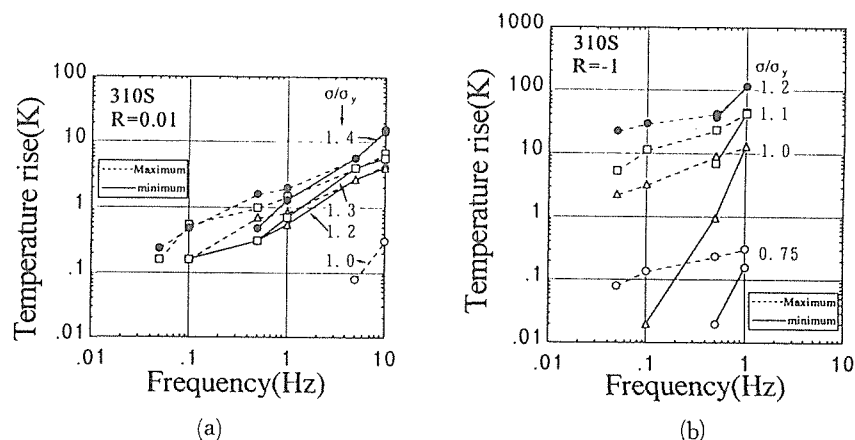 310S
R=0.01
σ/σy
1.4
1.3
1.2
1.0
Maximum
minimum
100
10
1
.1
.01
Temperature rise(K)
.01
.1
1
10
Frequency(Hz)
(a)
310S
R=-1
σ/σy
1.2
1.1
1.0
0.75
Maximum
minimum
1000
100
10
1
.1
.01
Temperature rise(K)
.01
.1
1
10
Frequency(Hz)
(b)